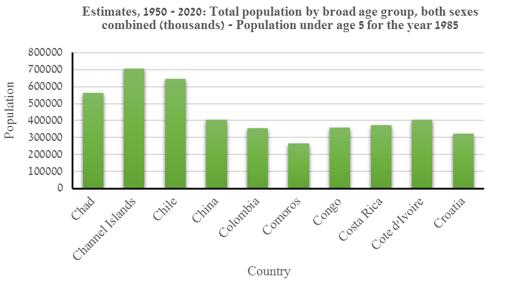 Estimates, 1950 - 2020: Total population by broad age group, both sexes
combined (thousands) - Population under age 5 for the year 1985
800000
700000
600000
500000
400000
300000
200000
100000
0
Population
Chad
Channel Islands
Chile
China
Colombia
Comoros
Congo
Costa Rica
Cote d'Ivoire
Croatia
Country